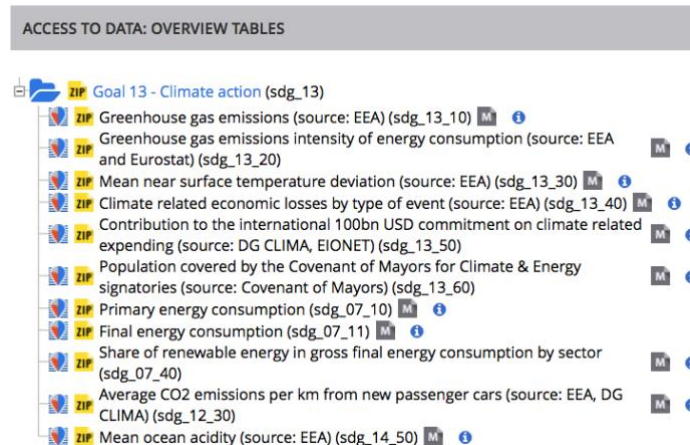 ACCESS TO DATA: OVERVIEW TABLES
ZIP Goal 13 - Climate action (sdg_13)
ZIP Greenhouse gas emissions (source: EEA) (sdg_13_10) M i
ZIP Greenhouse gas emissions intensity of energy consumption (source: EEA
and Eurostat) (sdg_13_20) M
ZIP Mean near surface temperature deviation (source: EEA) (sdg_13_30) M i
ZIP Climate related economic losses by type of event (source: EEA) (sdg_13_40) M i
ZIP Contribution to the international 100bn USD commitment on climate related
expending (source: DG CLIMA, EIONET) (sdg_13_50) M
ZIP Population covered by the Covenant of Mayors for Climate & Energy
signatories (source: Covenant of Mayors) (sdg_13_60) M
ZIP Primary energy consumption (sdg_07_10) M i
ZIP Final energy consumption (sdg_07_11) M i
ZIP Share of renewable energy in gross final energy consumption by sector
(sdg_07_40) M
ZIP Average CO2 emissions per km from new passenger cars (source: EEA, DG
CLIMA) (sdg_12_30) M
ZIP Mean ocean acidity (source: EEA) (sdg_14_50) M i